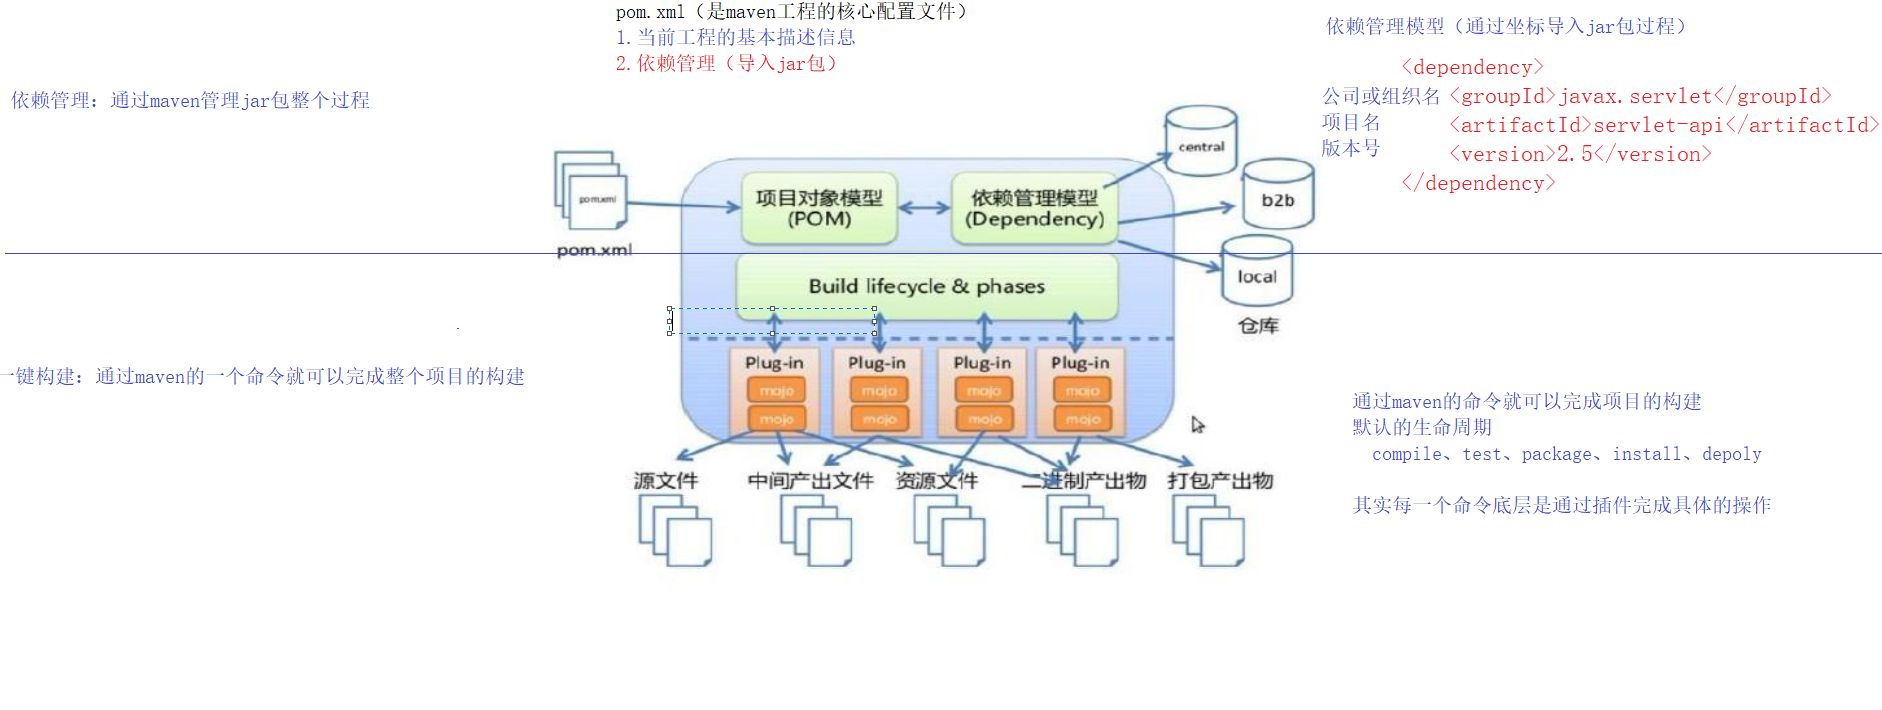 pom.xml（是maven工程的核心配置文件）
1.当前工程的基本描述信息
2.依赖管理（导入jar包）
依赖管理模型（通过坐标导入jar包过程）
<dependency>
公司或组织名 <groupId>javax.servlet</groupId>
项目名 <artifactId>servlet-api</artifactId>
版本号 <version>2.5</version>
</dependency>
依赖管理：通过maven管理jar包整个过程
pom.xml
pom.xml
项目对象模型
(POM)
依赖管理模型
(Dependency)
central
b2b
local
仓库
Build lifecycle & phases
Plug-in
mojo
mojo
Plug-in
mojo
mojo
Plug-in
mojo
mojo
Plug-in
mojo
mojo
一键构建：通过maven的一个命令就可以完成整个项目的构建
源文件
中间产出文件
资源文件
二进制产出物
打包产出物
通过maven的命令就可以完成项目的构建
默认的生命周期
compile、test、package、install、depoly
其实每一个命令底层是通过插件完成具体的操作